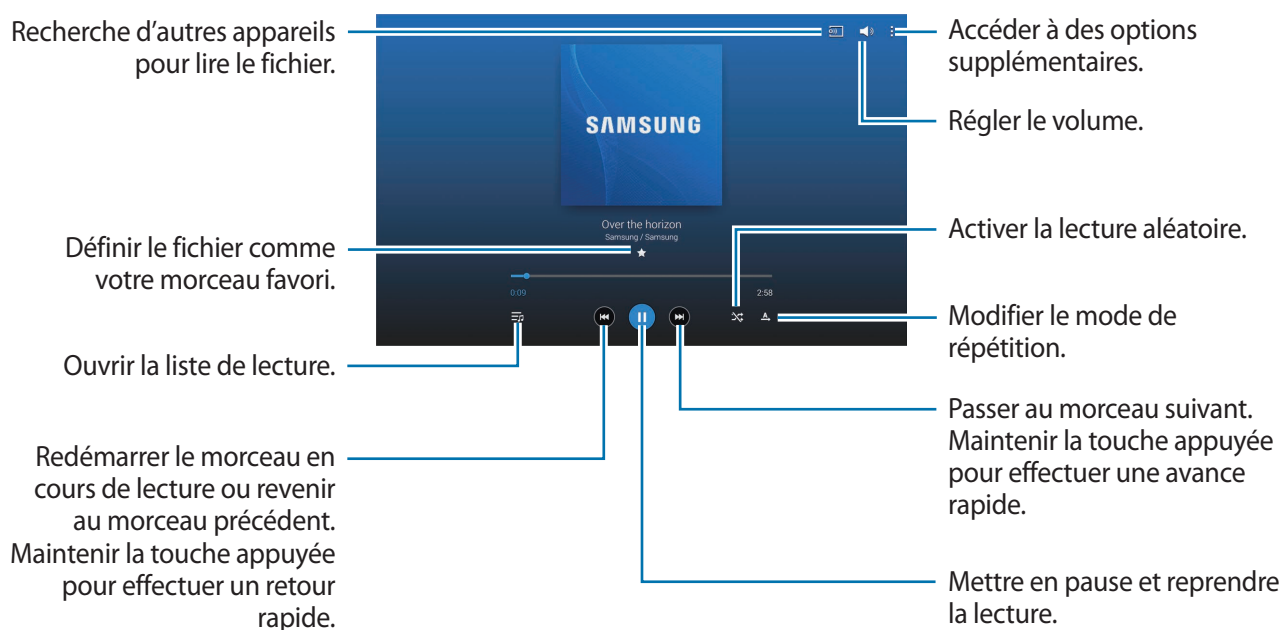 Recherche d'autres appareils
pour lire le fichier.
Accéder à des options
supplémentaires.
Régler le volume.
SAMSUNG
Over the horizon
Samsung / Samsung
Définir le fichier comme
votre morceau favori.
Activer la lecture aléatoire.
0:09
2:58
Modifier le mode de
répétition.
Ouvrir la liste de lecture.
Passer au morceau suivant.
Maintenir la touche appuyée
pour effectuer une avance
rapide.
Redémarrer le morceau en
cours de lecture ou revenir
au morceau précédent.
Maintenir la touche appuyée
pour effectuer un retour
rapide.
Mettre en pause et reprendre
la lecture.